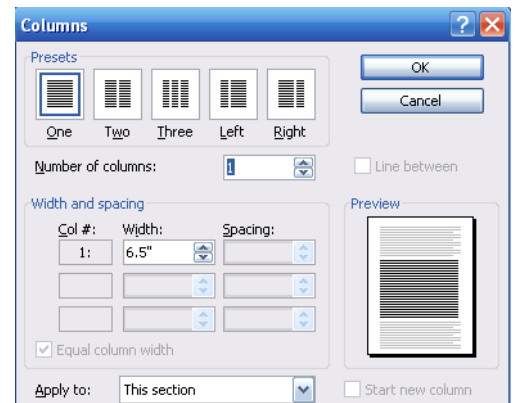 Columns
Presets
OK
Cancel
One Two Three Left Right
Number of columns: 1
Line between
Width and spacing
Preview
Col #: Width: Spacing:
1: 6.5"
Equal column width
Apply to: This section
Start new column